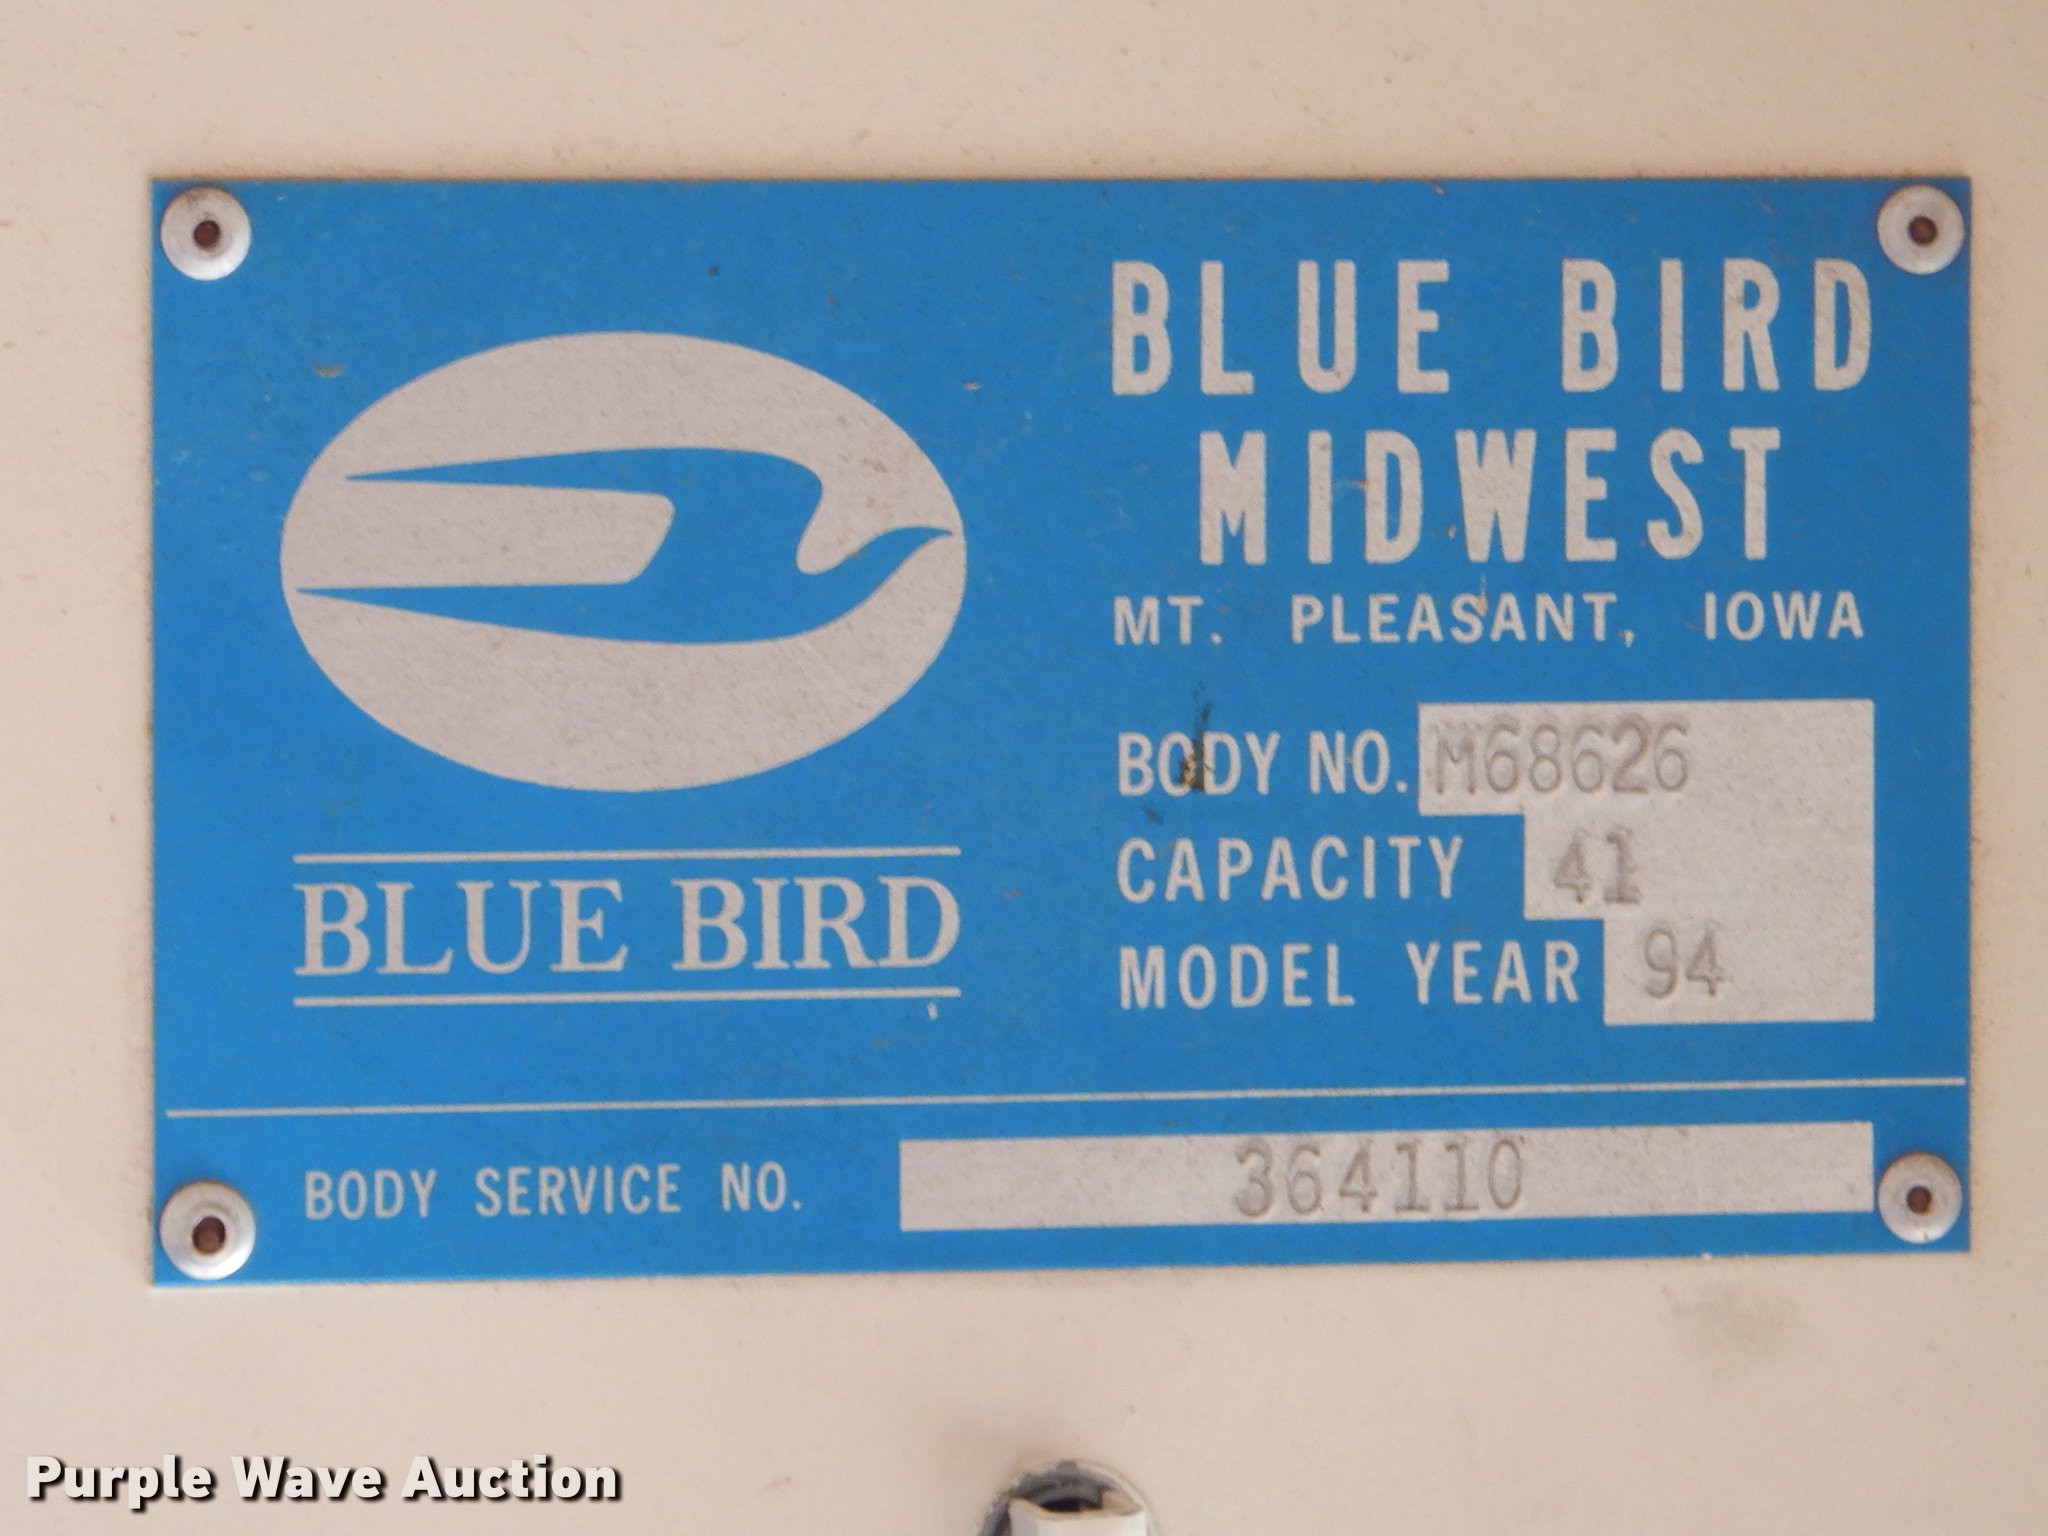 BLUE BIRD
MIDWEST
MT. PLEASANT, IOWA
BODY NO. M68626
CAPACITY 41
MODEL YEAR 94
BLUE BIRD
BODY SERVICE NO. 364110
Purple Wave Auction